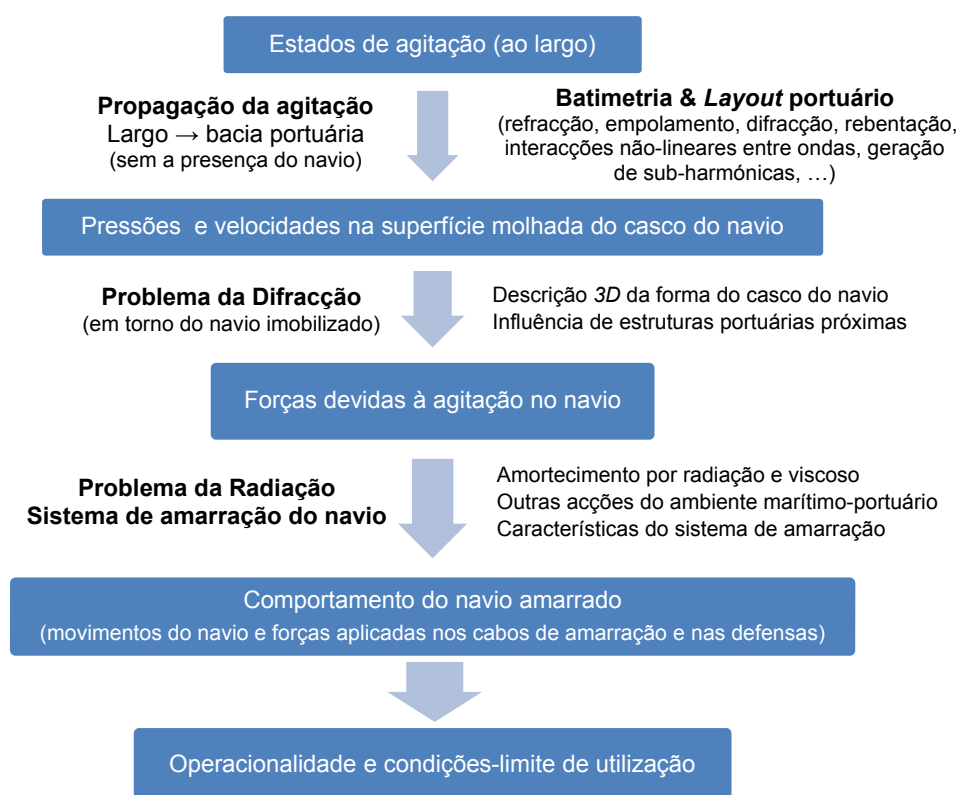 Estados de agitação (ao largo)
Propagação da agitação
Largo → bacia portuária
(sem a presença do navio)
Batimetria & Layout portuário
(refracção, empolamento, difracção, rebentação,
interacções não-lineares entre ondas, geração
de sub-harmónicas, …)
Pressões e velocidades na superfície molhada do casco do navio
Problema da Difracção
(em torno do navio imobilizado)
Descrição 3D da forma do casco do navio
Influência de estruturas portuárias próximas
Forças devidas à agitação no navio
Problema da Radiação
Sistema de amarração do navio
Amortecimento por radiação e viscoso
Outras acções do ambiente marítimo-portuário
Características do sistema de amarração
Comportamento do navio amarrado
(movimentos do navio e forças aplicadas nos cabos de amarração e nas defensas)
Operacionalidade e condições-limite de utilização